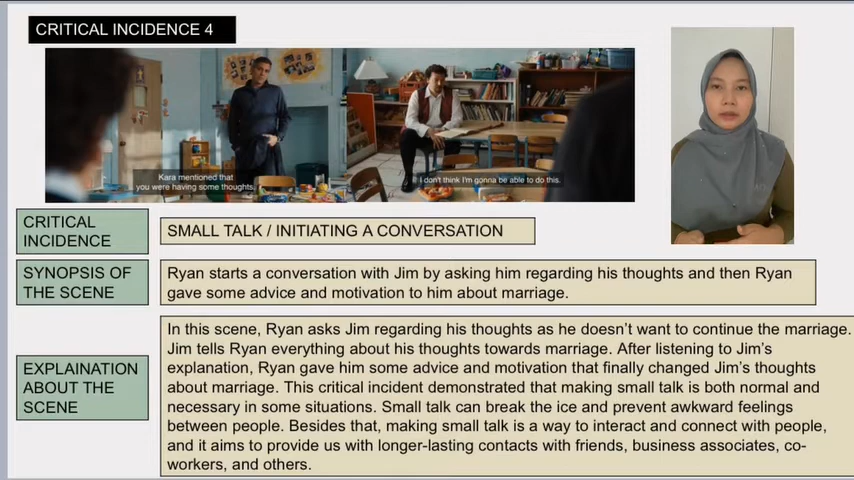 CRITICAL INCIDENCE 4
Kara mentioned that
you were having some thoughts.
I don't think I'm gonna be able to do this.
CRITICAL
INCIDENCE
SMALL TALK / INITIATING A CONVERSATION
SYNOPSIS OF
THE SCENE
Ryan starts a conversation with Jim by asking him regarding his thoughts and then Ryan
gave some advice and motivation to him about marriage.
EXPLAINATION
ABOUT THE
SCENE
In this scene, Ryan asks Jim regarding his thoughts as he doesn't want to continue the marriage.
Jim tells Ryan everything about his thoughts towards marriage. After listening to Jim's
explanation, Ryan gave him some advice and motivation that finally changed Jim's thoughts
about marriage. This critical incident demonstrated that making small talk is both normal and
necessary in some situations. Small talk can break the ice and prevent awkward feelings
between people. Besides that, making small talk is a way to interact and connect with people,
and it aims to provide us with longer-lasting contacts with friends, business associates, co-
workers, and others.